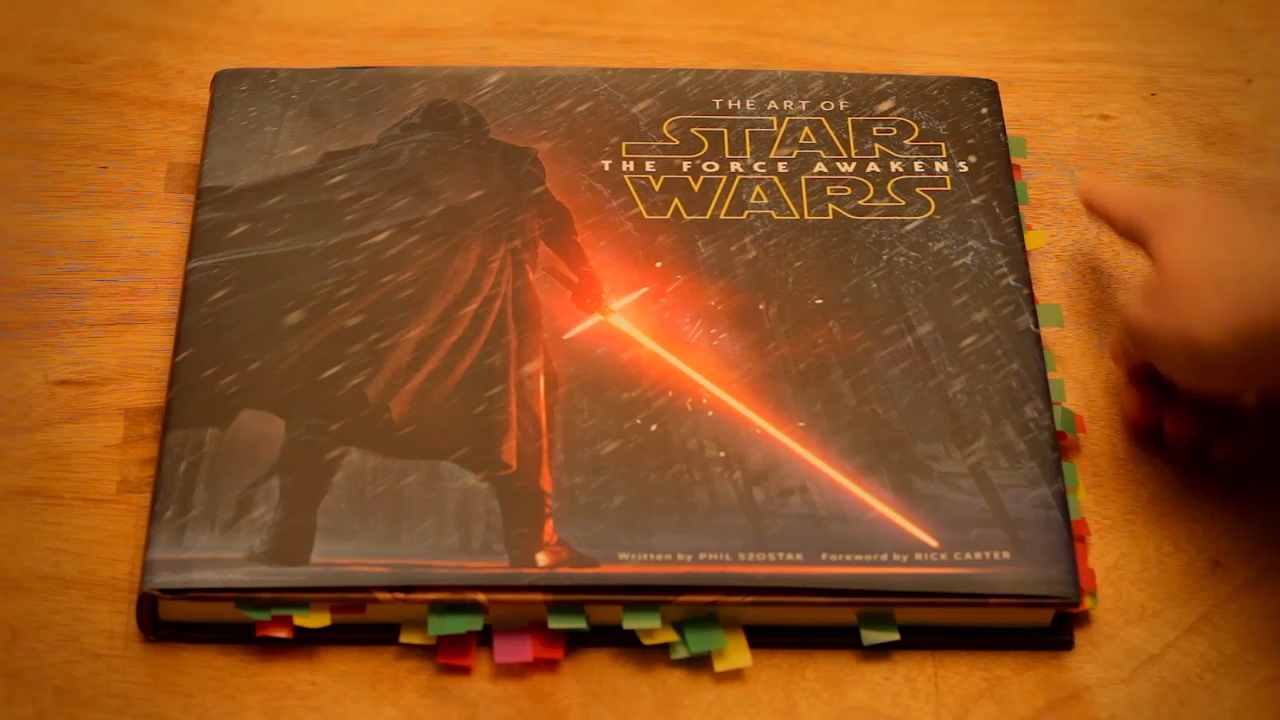 THE ART OF
STAR
THE FORCE AWAKENS
WARS
Written by PHIL SZOSTAK Foreword by RICK CARTER